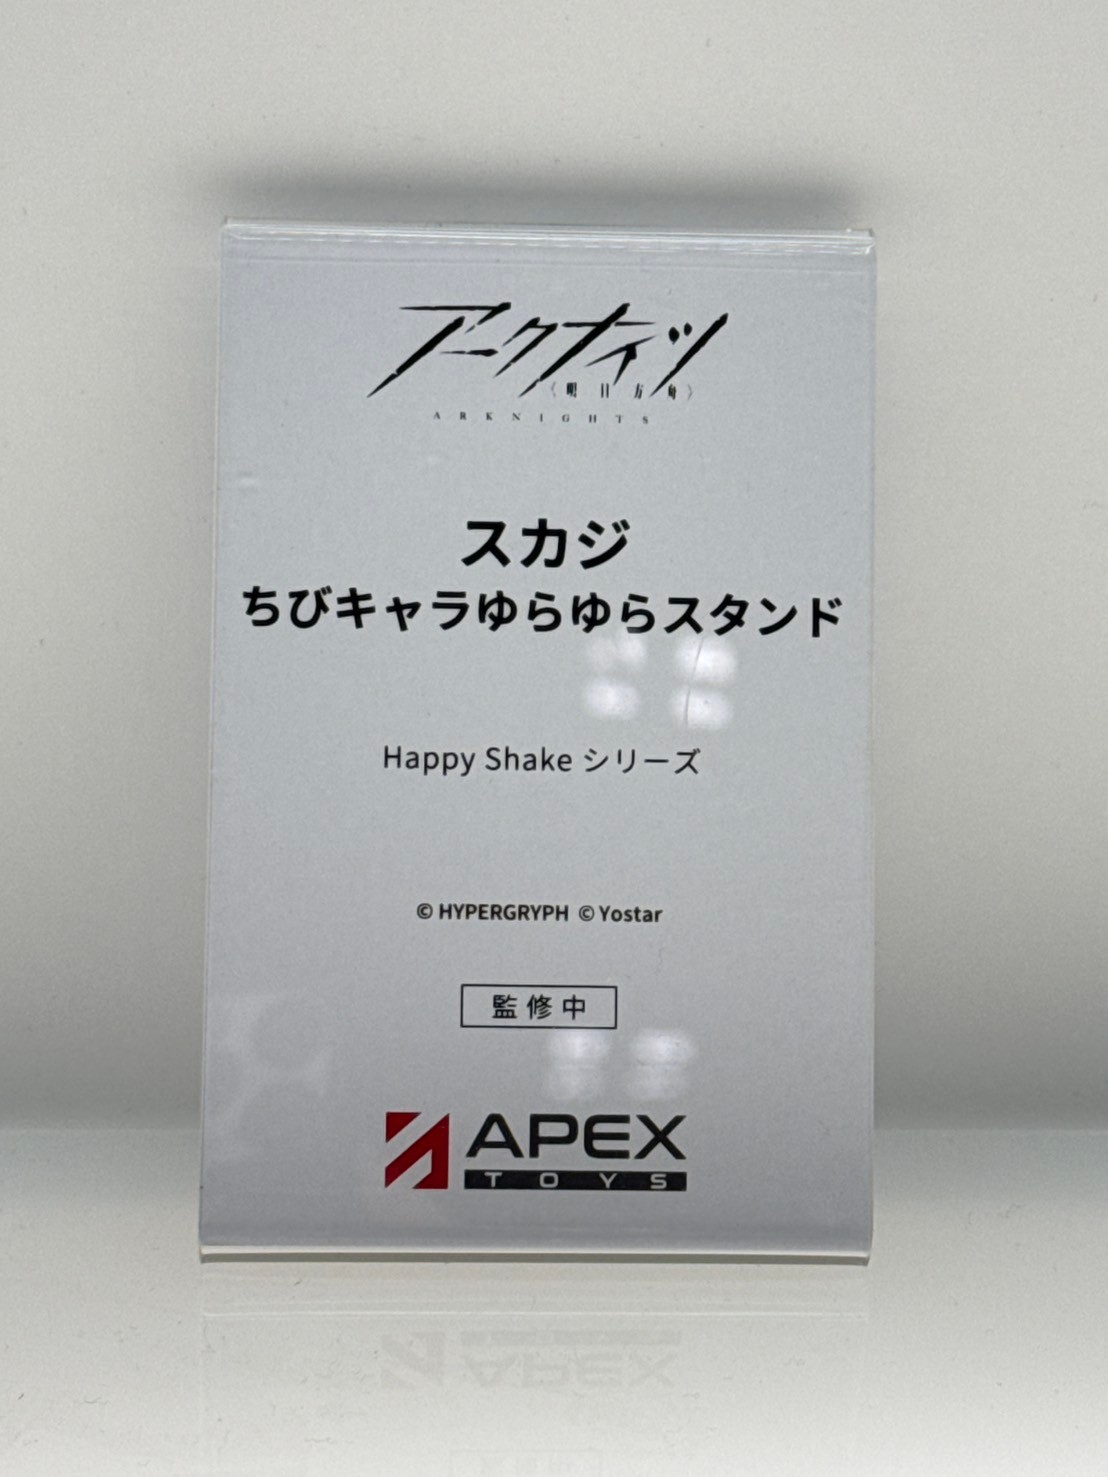 アークナイツ
〈明日方舟〉
ARKNIGHTS
スカジ
ちびキャラゆらゆらスタンド
Happy Shake シリーズ
© HYPERGRYPH © Yostar
監修中
APEX
TOYS